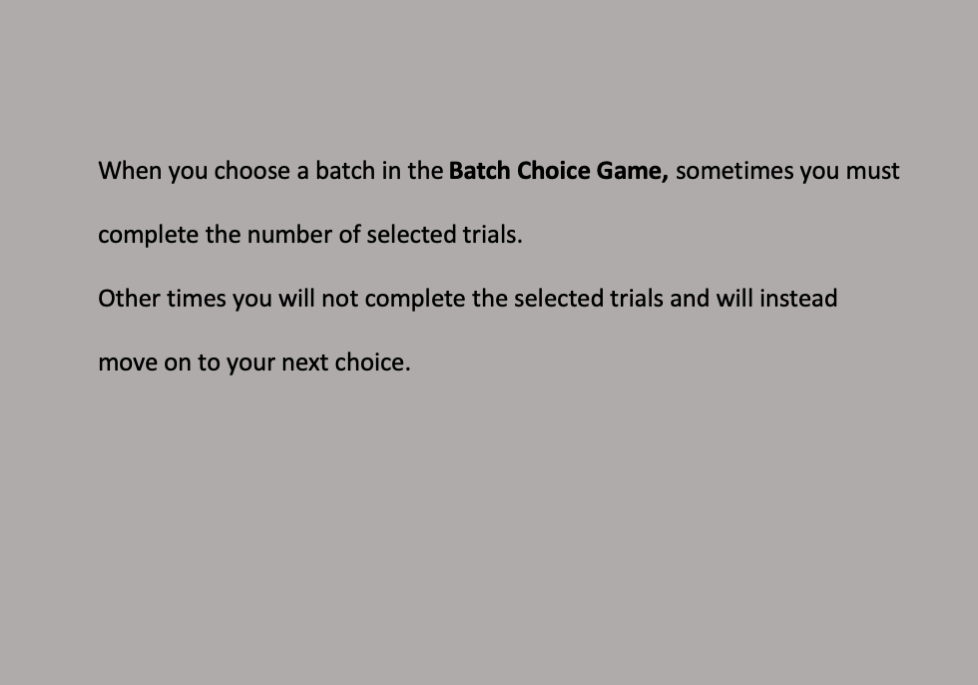 When you choose a batch in the Batch Choice Game, sometimes you must
complete the number of selected trials.
Other times you will not complete the selected trials and will instead
move on to your next choice.